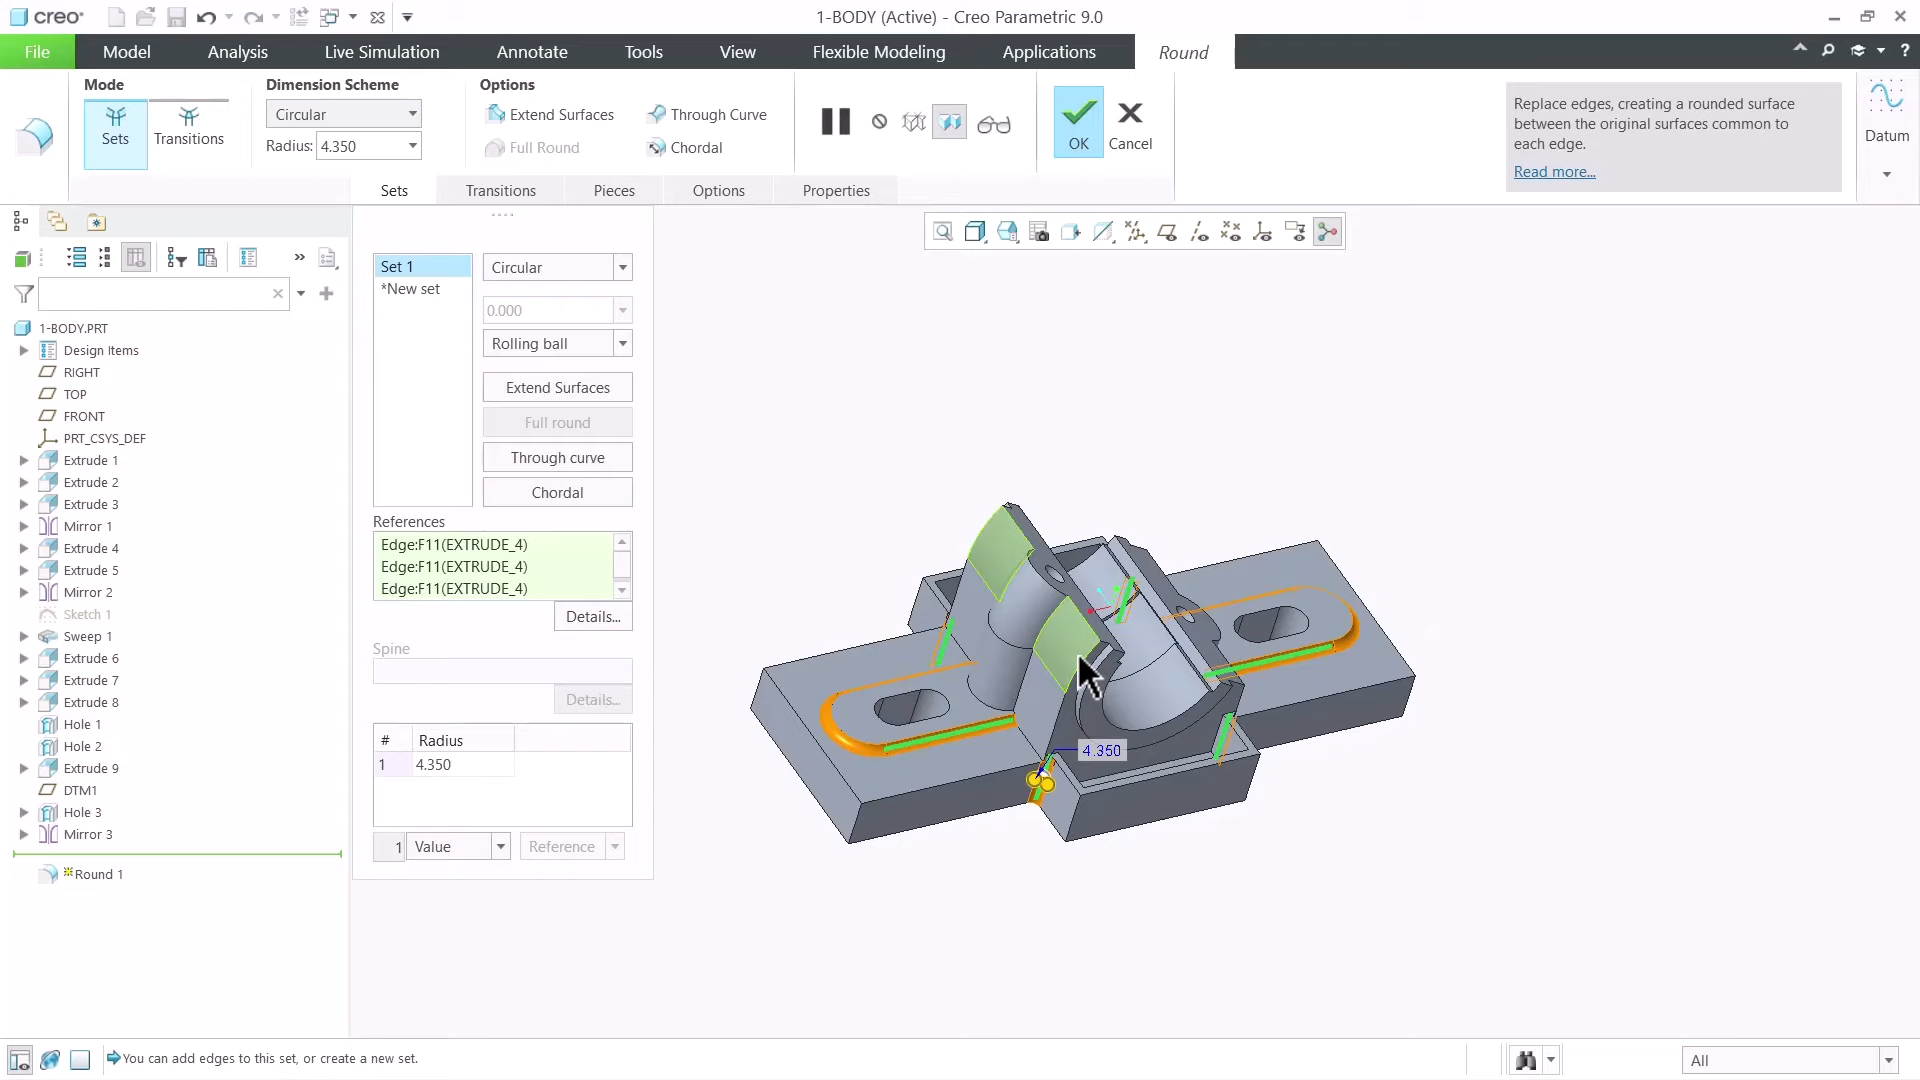 creo®
1-BODY (Active) - Creo Parametric 9.0
File Model Analysis Live Simulation Annotate Tools View Flexible Modeling Applications Round
Mode
Sets
Transitions
Dimension Scheme
Circular
Radius: 4.350
Options
Extend Surfaces
Through Curve
Full Round
Chordal
OK
Cancel
Replace edges, creating a rounded surface
between the original surfaces common to
each edge.
Read more...
Datum
Sets Transitions Pieces Options Properties
1-BODY.PRT
Design Items
RIGHT
TOP
FRONT
PRT_CSYS_DEF
Extrude 1
Extrude 2
Extrude 3
Mirror 1
Extrude 4
Extrude 5
Mirror 2
Sketch 1
Sweep 1
Extrude 6
Extrude 7
Extrude 8
Hole 1
Hole 2
Extrude 9
DTM1
Hole 3
Mirror 3
Round 1
Set 1
*New set
Circular
0.000
Rolling ball
Extend Surfaces
Full round
Through curve
Chordal
References
Edge:F11(EXTRUDE_4)
Edge:F11(EXTRUDE_4)
Edge:F11(EXTRUDE_4)
Details...
Spine
Details...
# Radius
1 4.350
1 Value Reference
4.350
You can add edges to this set, or create a new set.
All